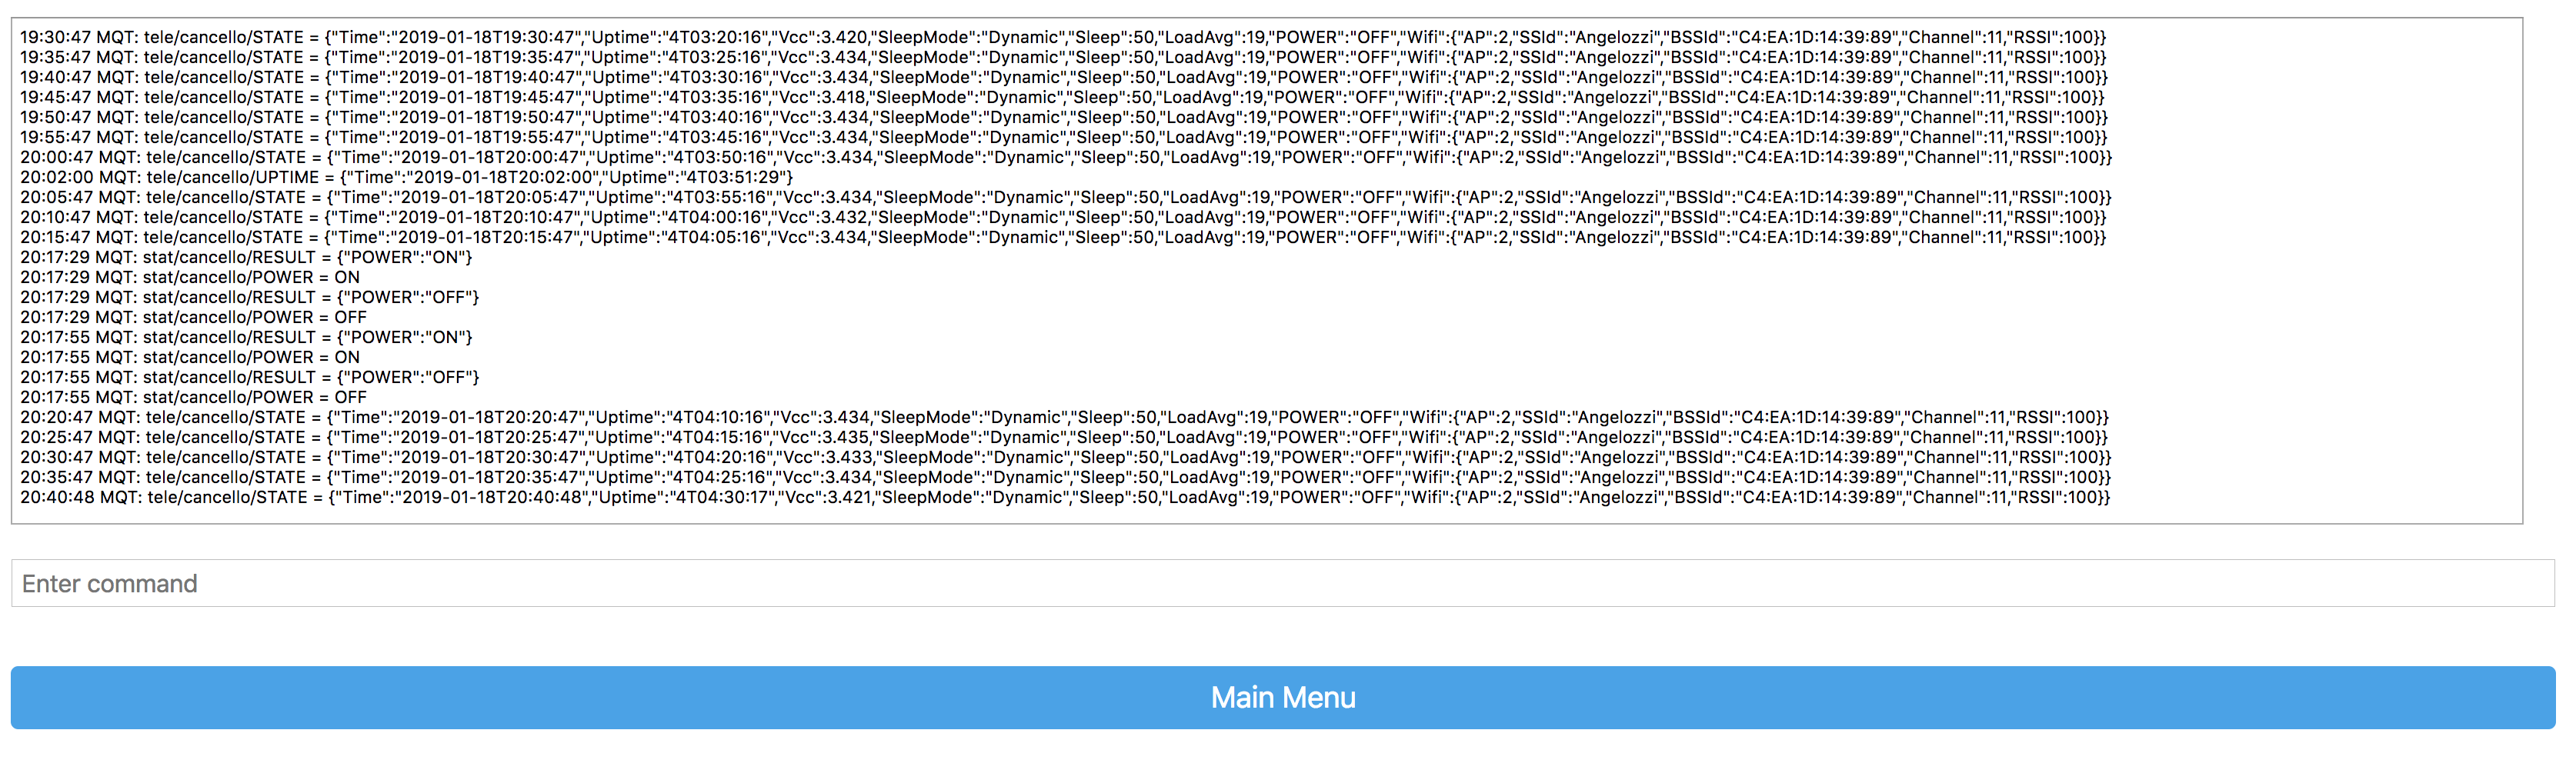 19:30:47 MQT: tele/cancello/STATE = {"Time":"2019-01-18T19:30:47","Uptime":"4T03:20:16","Vcc":3.420,"SleepMode":"Dynamic","Sleep":50,"LoadAvg":19,"POWER":"OFF","Wifi":{"AP":2,"SSId":"Angelozzi","BSSId":"C4:EA:1D:14:39:89","Channel":11,"RSSI":100}}
19:35:47 MQT: tele/cancello/STATE = {"Time":"2019-01-18T19:35:47","Uptime":"4T03:25:16","Vcc":3.434,"SleepMode":"Dynamic","Sleep":50,"LoadAvg":19,"POWER":"OFF","Wifi":{"AP":2,"SSId":"Angelozzi","BSSId":"C4:EA:1D:14:39:89","Channel":11,"RSSI":100}}
19:40:47 MQT: tele/cancello/STATE = {"Time":"2019-01-18T19:40:47","Uptime":"4T03:30:16","Vcc":3.434,"SleepMode":"Dynamic","Sleep":50,"LoadAvg":19,"POWER":"OFF","Wifi":{"AP":2,"SSId":"Angelozzi","BSSId":"C4:EA:1D:14:39:89","Channel":11,"RSSI":100}}
19:45:47 MQT: tele/cancello/STATE = {"Time":"2019-01-18T19:45:47","Uptime":"4T03:35:16","Vcc":3.418,"SleepMode":"Dynamic","Sleep":50,"LoadAvg":19,"POWER":"OFF","Wifi":{"AP":2,"SSId":"Angelozzi","BSSId":"C4:EA:1D:14:39:89","Channel":11,"RSSI":100}}
19:50:47 MQT: tele/cancello/STATE = {"Time":"2019-01-18T19:50:47","Uptime":"4T03:40:16","Vcc":3.434,"SleepMode":"Dynamic","Sleep":50,"LoadAvg":19,"POWER":"OFF","Wifi":{"AP":2,"SSId":"Angelozzi","BSSId":"C4:EA:1D:14:39:89","Channel":11,"RSSI":100}}
19:55:47 MQT: tele/cancello/STATE = {"Time":"2019-01-18T19:55:47","Uptime":"4T03:45:16","Vcc":3.434,"SleepMode":"Dynamic","Sleep":50,"LoadAvg":19,"POWER":"OFF","Wifi":{"AP":2,"SSId":"Angelozzi","BSSId":"C4:EA:1D:14:39:89","Channel":11,"RSSI":100}}
20:00:47 MQT: tele/cancello/STATE = {"Time":"2019-01-18T20:00:47","Uptime":"4T03:50:16","Vcc":3.434,"SleepMode":"Dynamic","Sleep":50,"LoadAvg":19,"POWER":"OFF","Wifi":{"AP":2,"SSId":"Angelozzi","BSSId":"C4:EA:1D:14:39:89","Channel":11,"RSSI":100}}
20:02:00 MQT: tele/cancello/UPTIME = {"Time":"2019-01-18T20:02:00","Uptime":"4T03:51:29"}
20:05:47 MQT: tele/cancello/STATE = {"Time":"2019-01-18T20:05:47","Uptime":"4T03:55:16","Vcc":3.434,"SleepMode":"Dynamic","Sleep":50,"LoadAvg":19,"POWER":"OFF","Wifi":{"AP":2,"SSId":"Angelozzi","BSSId":"C4:EA:1D:14:39:89","Channel":11,"RSSI":100}}
20:10:47 MQT: tele/cancello/STATE = {"Time":"2019-01-18T20:10:47","Uptime":"4T04:00:16","Vcc":3.432,"SleepMode":"Dynamic","Sleep":50,"LoadAvg":19,"POWER":"OFF","Wifi":{"AP":2,"SSId":"Angelozzi","BSSId":"C4:EA:1D:14:39:89","Channel":11,"RSSI":100}}
20:15:47 MQT: tele/cancello/STATE = {"Time":"2019-01-18T20:15:47","Uptime":"4T04:05:16","Vcc":3.434,"SleepMode":"Dynamic","Sleep":50,"LoadAvg":19,"POWER":"OFF","Wifi":{"AP":2,"SSId":"Angelozzi","BSSId":"C4:EA:1D:14:39:89","Channel":11,"RSSI":100}}
20:17:29 MQT: stat/cancello/RESULT = {"POWER":"ON"}
20:17:29 MQT: stat/cancello/POWER = ON
20:17:29 MQT: stat/cancello/RESULT = {"POWER":"OFF"}
20:17:29 MQT: stat/cancello/POWER = OFF
20:17:55 MQT: stat/cancello/RESULT = {"POWER":"ON"}
20:17:55 MQT: stat/cancello/POWER = ON
20:17:55 MQT: stat/cancello/RESULT = {"POWER":"OFF"}
20:17:55 MQT: stat/cancello/POWER = OFF
20:20:47 MQT: tele/cancello/STATE = {"Time":"2019-01-18T20:20:47","Uptime":"4T04:10:16","Vcc":3.434,"SleepMode":"Dynamic","Sleep":50,"LoadAvg":19,"POWER":"OFF","Wifi":{"AP":2,"SSId":"Angelozzi","BSSId":"C4:EA:1D:14:39:89","Channel":11,"RSSI":100}}
20:25:47 MQT: tele/cancello/STATE = {"Time":"2019-01-18T20:25:47","Uptime":"4T04:15:16","Vcc":3.435,"SleepMode":"Dynamic","Sleep":50,"LoadAvg":19,"POWER":"OFF","Wifi":{"AP":2,"SSId":"Angelozzi","BSSId":"C4:EA:1D:14:39:89","Channel":11,"RSSI":100}}
20:30:47 MQT: tele/cancello/STATE = {"Time":"2019-01-18T20:30:47","Uptime":"4T04:20:16","Vcc":3.433,"SleepMode":"Dynamic","Sleep":50,"LoadAvg":19,"POWER":"OFF","Wifi":{"AP":2,"SSId":"Angelozzi","BSSId":"C4:EA:1D:14:39:89","Channel":11,"RSSI":100}}
20:35:47 MQT: tele/cancello/STATE = {"Time":"2019-01-18T20:35:47","Uptime":"4T04:25:16","Vcc":3.434,"SleepMode":"Dynamic","Sleep":50,"LoadAvg":19,"POWER":"OFF","Wifi":{"AP":2,"SSId":"Angelozzi","BSSId":"C4:EA:1D:14:39:89","Channel":11,"RSSI":100}}
20:40:48 MQT: tele/cancello/STATE = {"Time":"2019-01-18T20:40:48","Uptime":"4T04:30:17","Vcc":3.421,"SleepMode":"Dynamic","Sleep":50,"LoadAvg":19,"POWER":"OFF","Wifi":{"AP":2,"SSId":"Angelozzi","BSSId":"C4:EA:1D:14:39:89","Channel":11,"RSSI":100}}
Enter command
Main Menu